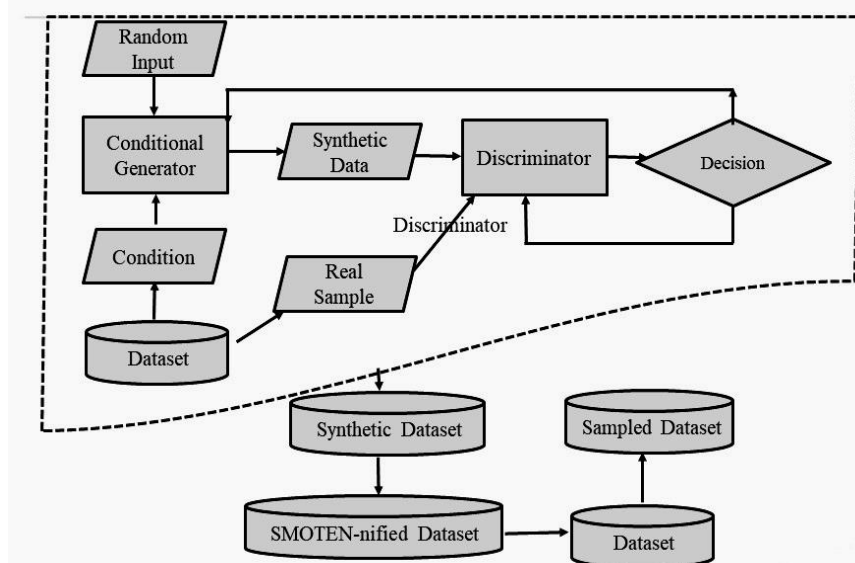 Random
Input
Conditional
Generator
Synthetic
Data
Discriminator
Decision
Discriminator
Condition
Real
Sample
Dataset
Synthetic Dataset
Sampled Dataset
SMOTEN-nified Dataset
Dataset